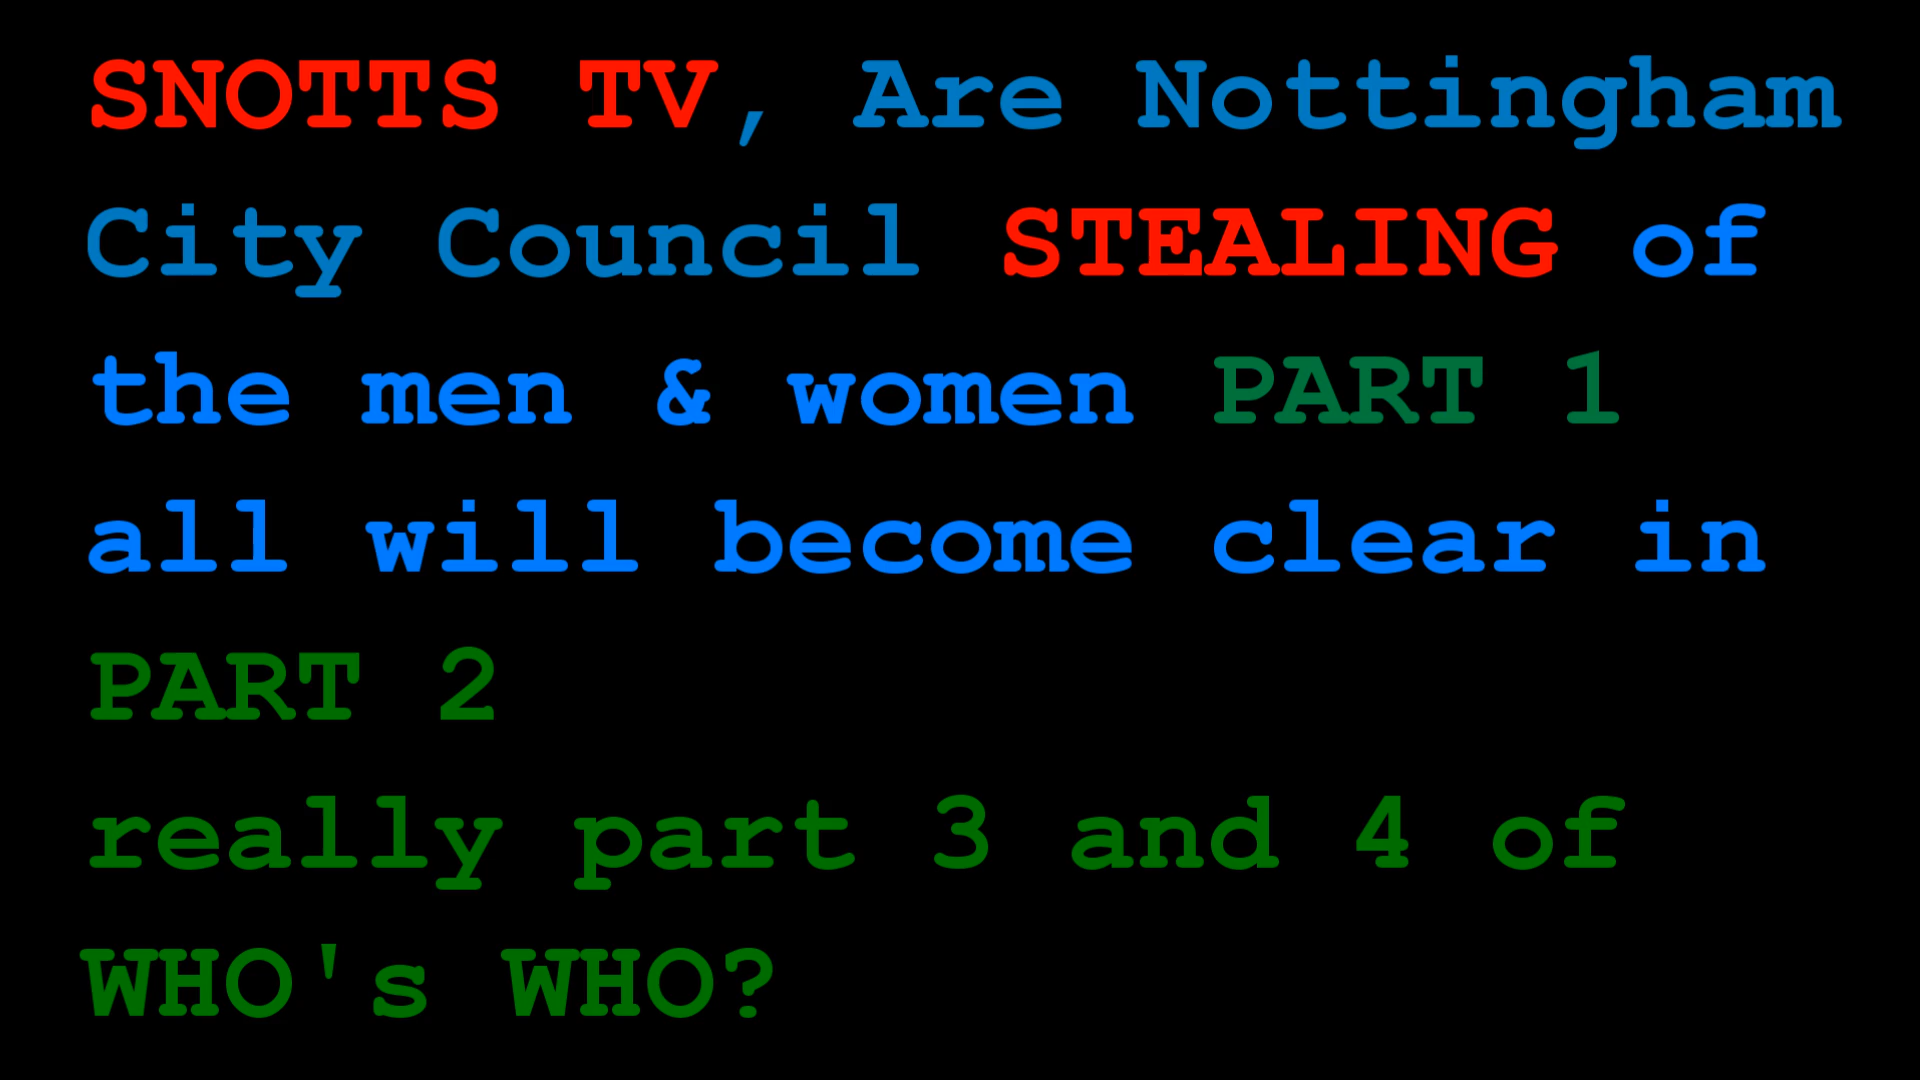 SNOTTS TV, Are Nottingham
City Council STEALING of
the men & women PART 1
all will become clear in
PART 2
really part 3 and 4 of
WHO's WHO?